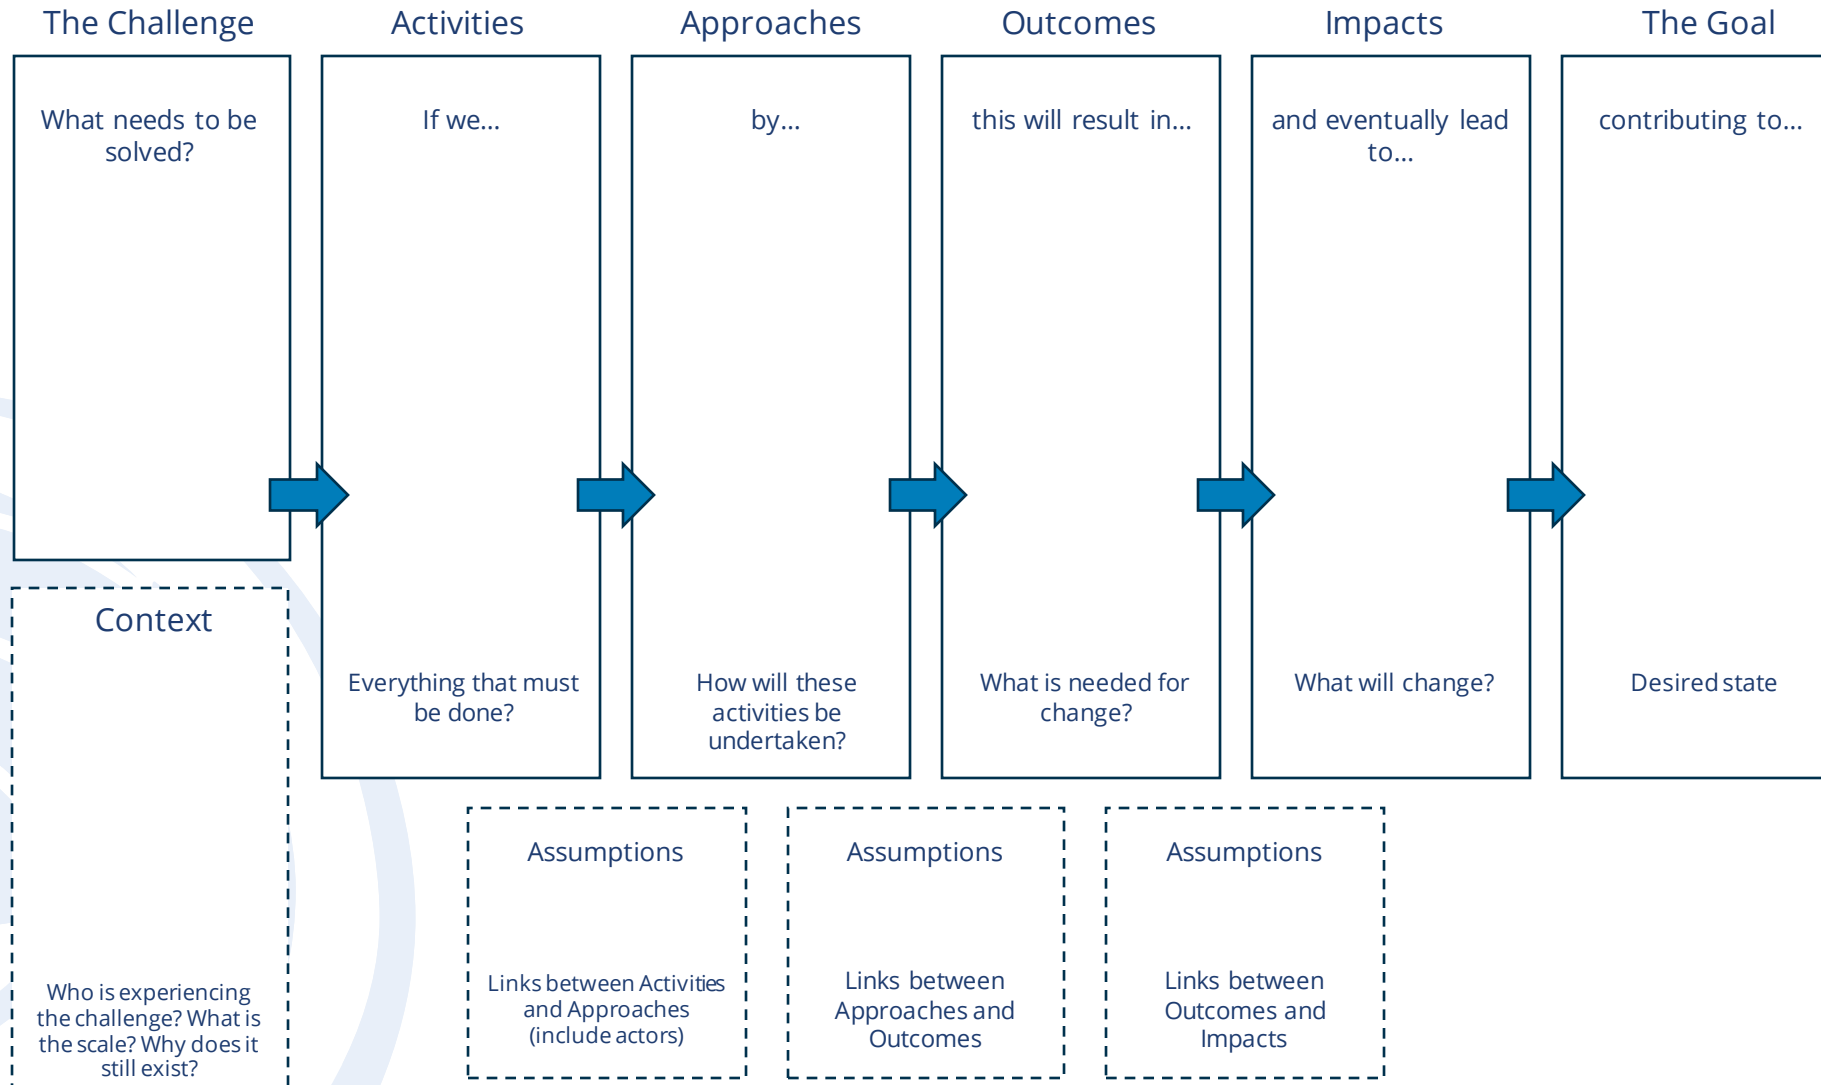 The Challenge
What needs to be
solved?
Context
Who is experiencing
the challenge? What is
the scale? Why does it
still exist?
Activities
If we...
Everything that must
be done?
Approaches
by...
How will these
activities be
undertaken?
Outcomes
this will result in...
What is needed for
change?
Impacts
and eventually lead
to...
What will change?
The Goal
contributing to...
Desired state
Assumptions
Links between Activities
and Approaches
(include actors)
Assumptions
Links between
Approaches and
Outcomes
Assumptions
Links between
Outcomes and
Impacts